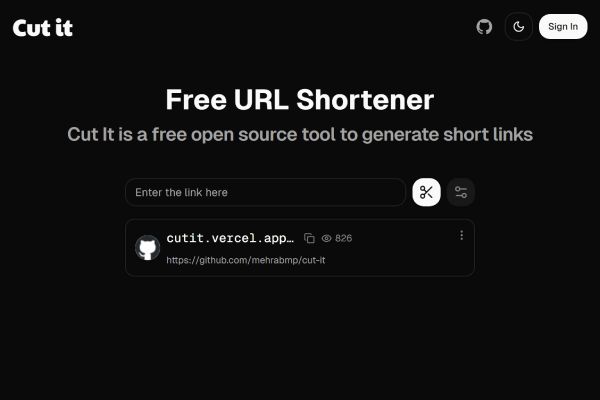 Cut it
Sign In
Free URL Shortener
Cut It is a free open source tool to generate short links
Enter the link here
cutit.vercel.app… 826
https://github.com/mehrabmp/cut-it